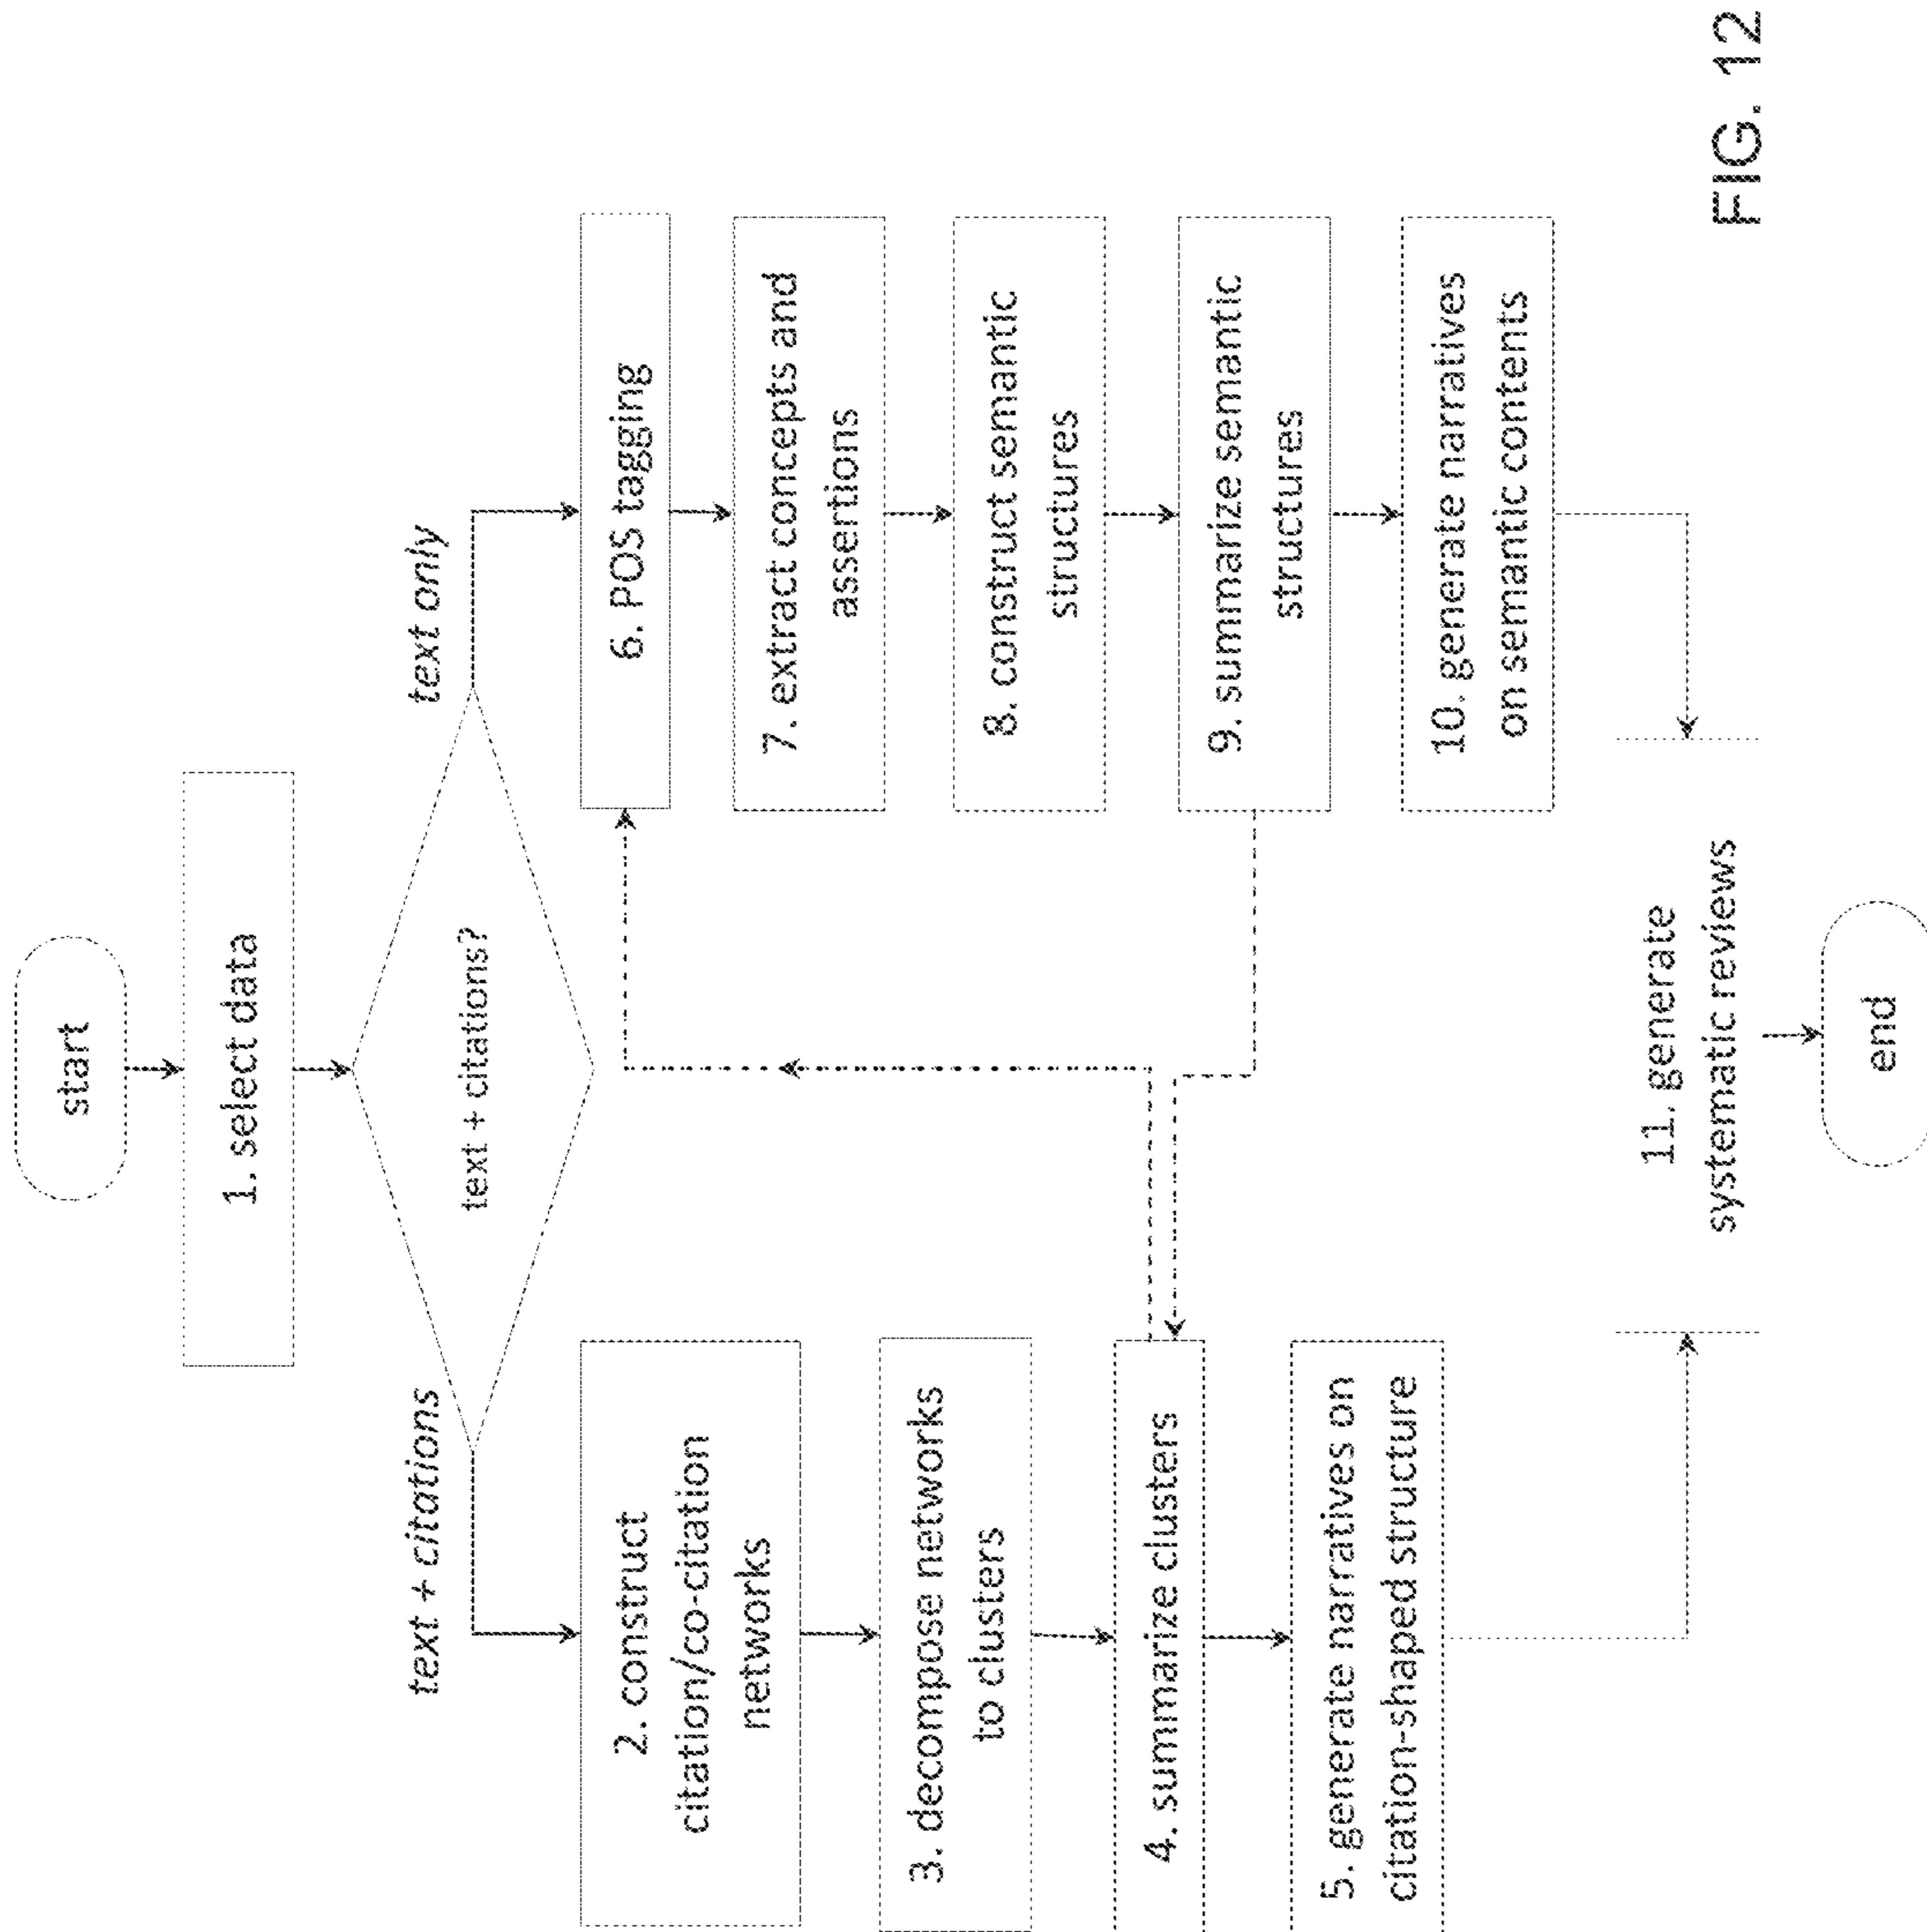 start
1. select data
text + citations?
text + citations
text only
2. construct
citation/co-citation
networks
3. decompose networks
to clusters
4. summarize clusters
5. generate narratives on
citation-shaped structure
6. POS tagging
7. extract concepts and
assertions
8. construct semantic
structures
9. summarize semantic
structures
10. generate narratives
on semantic contents
11. generate
systematic reviews
end
FIG. 12